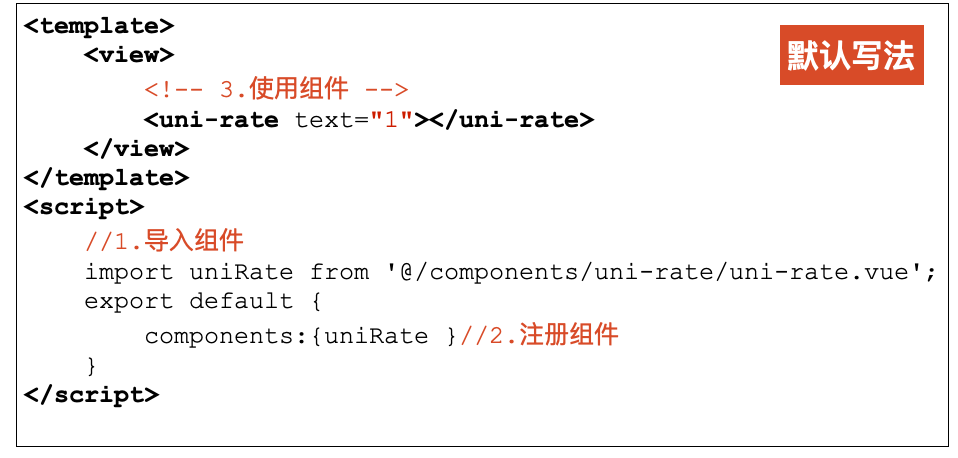 <template>
默认写法
<view>
<!-- 3.使用组件 -->
<uni-rate text="1"></uni-rate>
</view>
</template>
<script>
//1.导入组件
import uniRate from '@/components/uni-rate/uni-rate.vue';
export default {
components:{uniRate }//2.注册组件
}
</script>